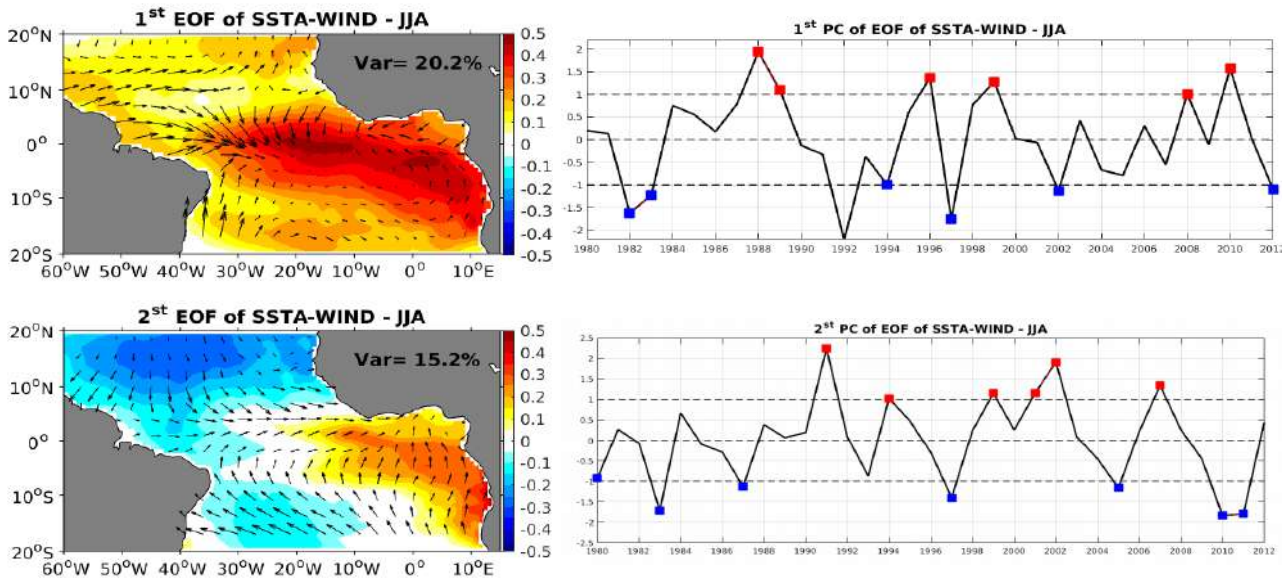 1st EOF of SSTA-WIND - JJA
20°N
10°N
0°
10°S
20°S
60°W 50°W 40°W 30°W 20°W 10°W 0° 10°E
Var= 20.2%
0.5
0.4
0.3
0.2
0.1
0
-0.1
-0.2
-0.3
-0.4
-0.5
1st PC of EOF of SSTA-WIND - JJA
2
1.5
1
0.5
0
-0.5
-1
-1.5
-2
1980 1982 1984 1986 1988 1990 1992 1994 1996 1998 2000 2002 2004 2006 2008 2010 2012
2st EOF of SSTA-WIND - JJA
20°N
10°N
0°
10°S
20°S
60°W 50°W 40°W 30°W 20°W 10°W 0° 10°E
Var= 15.2%
0.5
0.4
0.3
0.2
0.1
0
-0.1
-0.2
-0.3
-0.4
-0.5
2st PC of EOF of SSTA-WIND - JJA
2.5
2
1.5
1
0.5
0
-0.5
-1
-1.5
-2
-2.5
1980 1982 1984 1986 1988 1990 1992 1994 1996 1998 2000 2002 2004 2006 2008 2010 2012